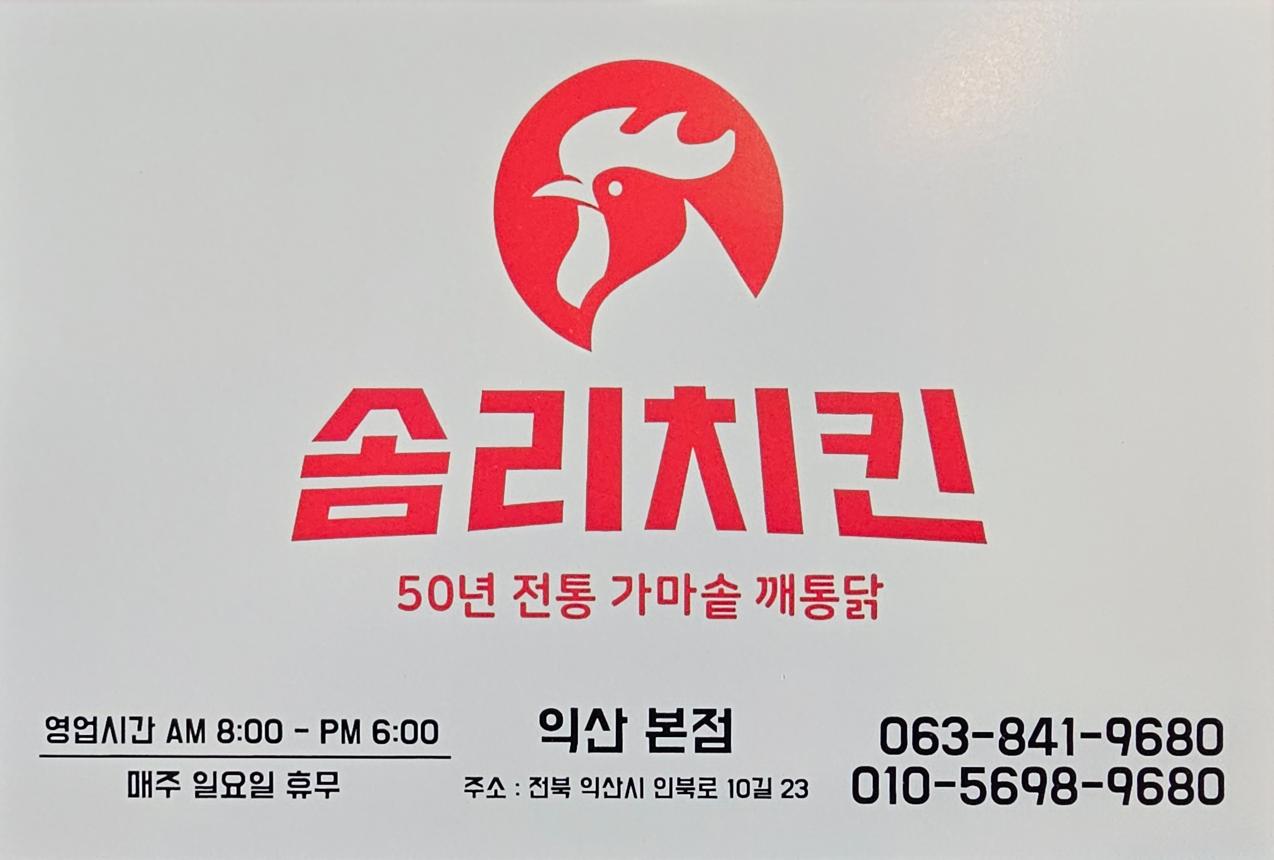 솜리치킨
50년 전통 가마솥 깨통닭
영업시간 AM 8:00 - PM 6:00
매주 일요일 휴무
익산 본점
주소 : 전북 익산시 인북로 10길 23
063-841-9680
010-5698-9680